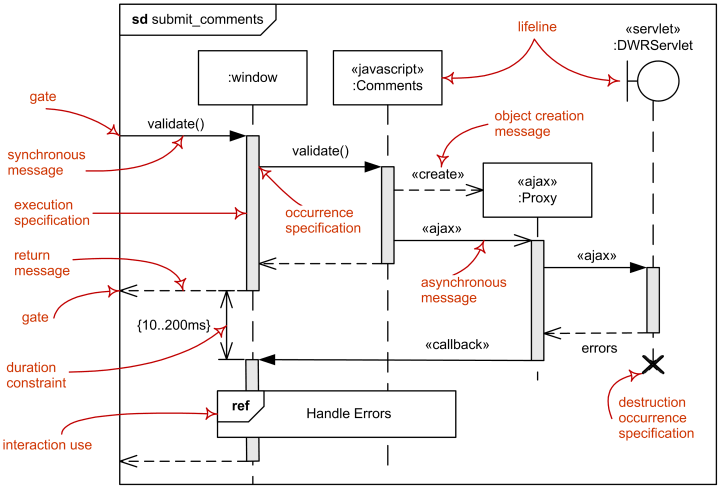 sd submit_comments
lifeline
«servlet»
:DWRServlet
:window
«javascript»
:Comments
gate
validate()
object creation
message
synchronous
message
validate()
«create»
«ajax»
:Proxy
execution
specification
occurrence
specification
«ajax»
return
message
asynchronous
message
«ajax»
gate
{10..200ms}
«callback»
errors
duration
constraint
ref
Handle Errors
destruction
occurrence
specification
interaction use